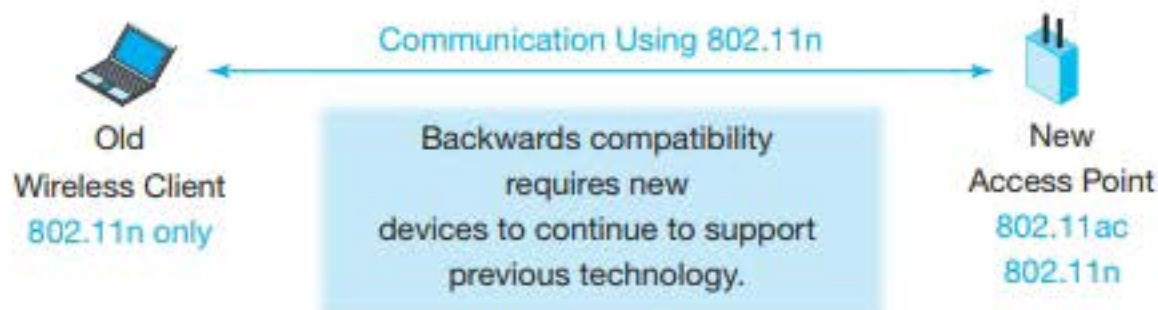 Communication Using 802.11n
Old
Wireless Client
802.11n only
Backwards compatibility
requires new
devices to continue to support
previous technology.
New
Access Point
802.11ac
802.11n